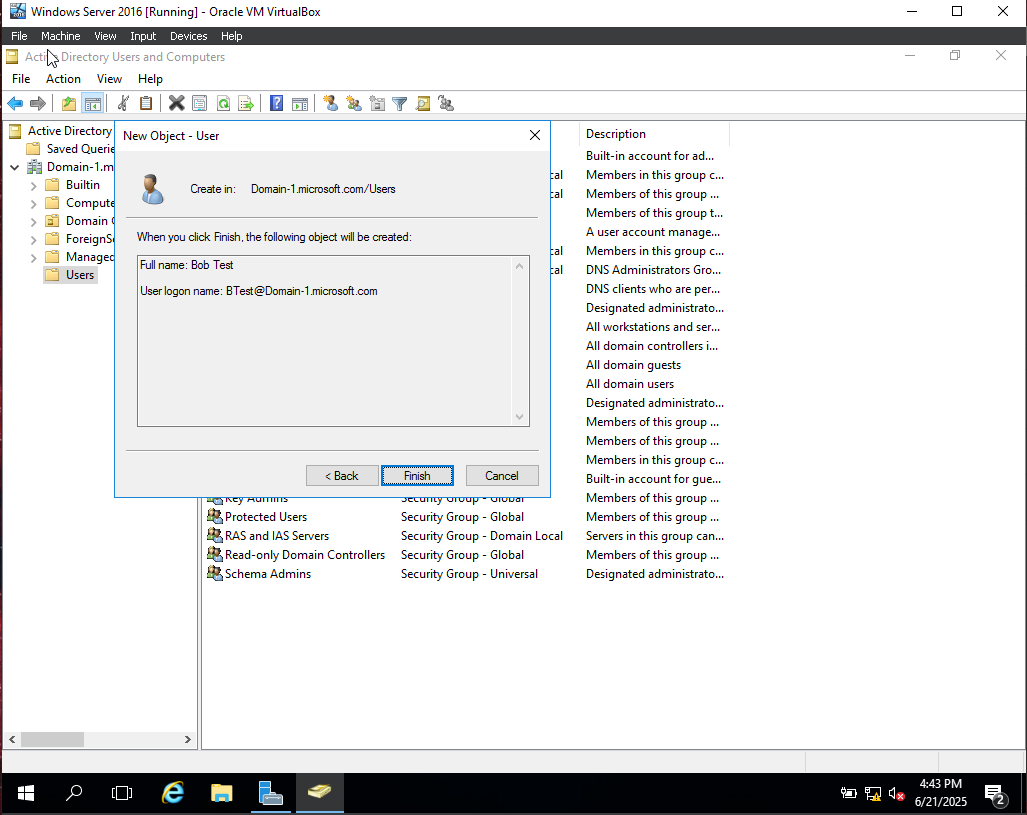 Windows Server 2016 [Running] - Oracle VM VirtualBox
File Machine View Input Devices Help
Active Directory Users and Computers
File Action View Help
Active Directory
Saved Querie
Domain-1.m
Builtin
Compute
Domain C
ForeignSe
Managed
Users
New Object - User
Create in: Domain-1.microsoft.com/Users
When you click Finish, the following object will be created:
Full name: Bob Test
User logon name: BTest@Domain-1.microsoft.com
< Back Finish Cancel
Description
Built-in account for ad...
cal Members in this group c...
cal Members of this group ...
Members of this group t...
A user account manage...
cal Members in this group c...
cal DNS Administrators Gro...
DNS clients who are per...
Designated administrato...
All workstations and ser...
All domain controllers i...
All domain guests
All domain users
Designated administrato...
Members of this group ...
Members of this group ...
Members in this group c...
Built-in account for gue...
Key Admins Security Group - Global Members of this group ...
Protected Users Security Group - Global Members of this group ...
RAS and IAS Servers Security Group - Domain Local Servers in this group can...
Read-only Domain Controllers Security Group - Global Members of this group ...
Schema Admins Security Group - Universal Designated administrato...
4:43 PM
6/21/2025
2